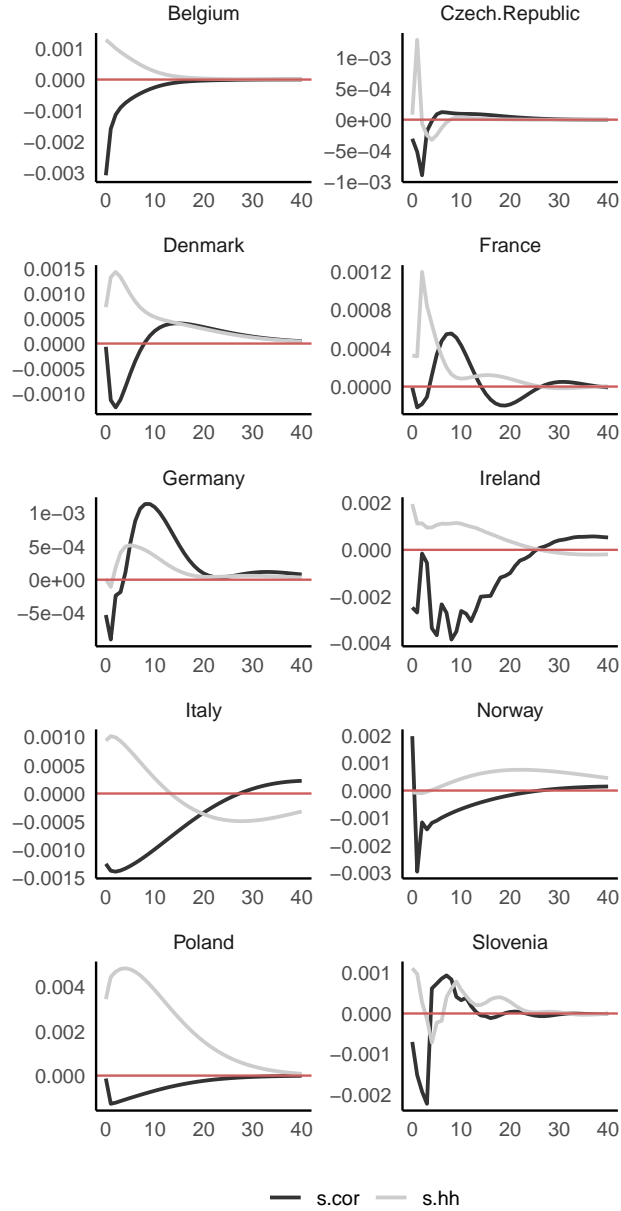 Belgium
0.001
0.000
−0.001
−0.002
−0.003
0 10 20 30 40
Czech.Republic
1e−03
5e−04
0e+00
−5e−04
−1e−03
0 10 20 30 40
Denmark
0.0015
0.0010
0.0005
0.0000
−0.0005
−0.0010
0 10 20 30 40
France
0.0012
0.0008
0.0004
0.0000
0 10 20 30 40
Germany
1e−03
5e−04
0e+00
−5e−04
0 10 20 30 40
Ireland
0.002
0.000
−0.002
−0.004
0 10 20 30 40
Italy
0.0010
0.0005
0.0000
−0.0005
−0.0010
−0.0015
0 10 20 30 40
Norway
0.002
0.001
0.000
−0.001
−0.002
−0.003
0 10 20 30 40
Poland
0.004
0.002
0.000
0 10 20 30 40
Slovenia
0.001
0.000
−0.001
−0.002
0 10 20 30 40
s.cor s.hh